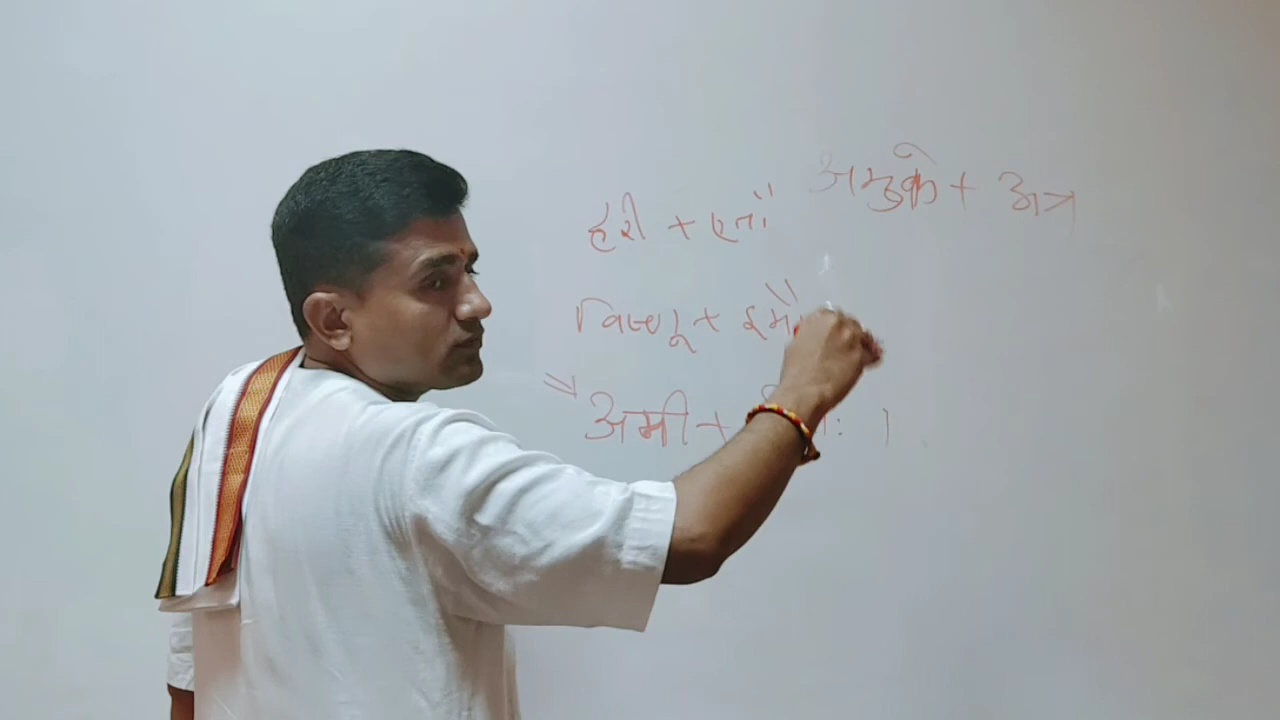 हरी + एतौ
अमुके + अत्र
विष्णू + इमौ
अमी + ः ।